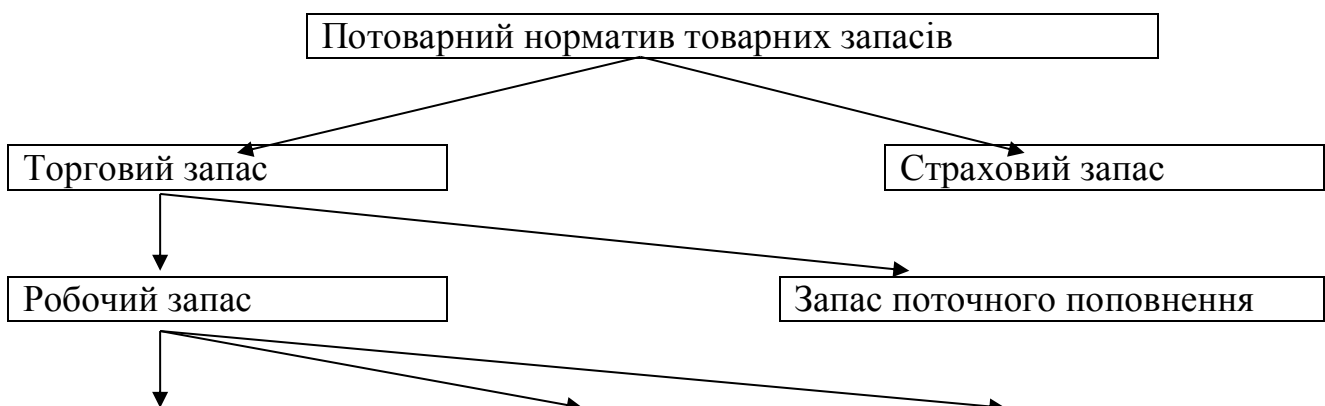 Потоварний норматив товарних запасів
Торговий запас
Страховий запас
Робочий запас
Запас поточного поповнення